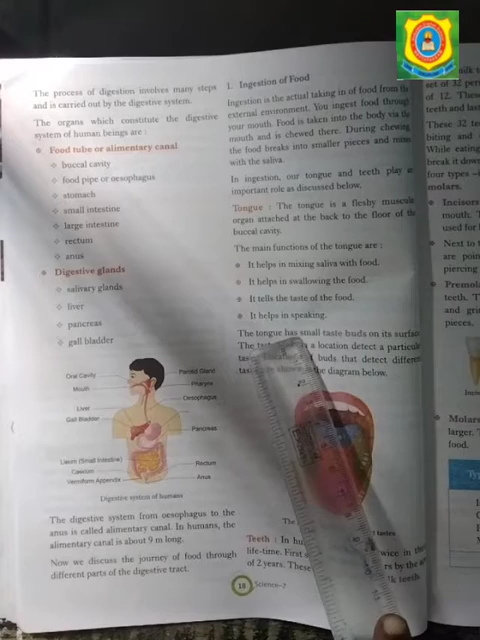 The process of digestion involves many steps
and is carried out by the digestive system.
The organs which constitute the digestive
system of human beings are :
Food tube or alimentary canal
buccal cavity
food pipe or oesophagus
stomach
small intestine
large intestine
rectum
anus
Digestive glands
salivary glands
liver
pancreas
gall bladder
Oral Cavity
Mouth
Liver
Gall Bladder
Parotid Gland
Pharynx
Oesophagus
Pancreas
Caecum
Vermiform Appendix
Rectum
Anus
Digestive system of humans
The digestive system from oesophagus to the
anus is called alimentary canal. In humans, the
alimentary canal is about 9 m long.
Now we discuss the journey of food through
different parts of the digestive tract.
1. Ingestion of Food
Ingestion is the actual taking in of food from the
external environment. You ingest food through
your mouth. Food is taken into the body via the
mouth and is chewed there. During chewing
the food breaks into smaller pieces and mixes
with the saliva.
In ingestion, our tongue and teeth play an
important role as discussed below.
Tongue : The tongue is a fleshy muscular
organ attached at the back to the floor of the
buccal cavity.
The main functions of the tongue are :
It helps in mixing saliva with food.
It helps in swallowing the food.
It tells the taste of the food.
It helps in speaking.
The tongue has small taste buds on its surface
The a location detect a particular
buds that detect different
the diagram below.
The
Teeth : In
life-time. First
of 2 years. These
teeth
18 Science-7
milk
set of 32
of 12. These
teeth and
These 32
biting and
While eating
break it down
four types
molars.
Incisors
mouth.
used for
Next to
are
piercing
teeth.
and
pieces.
Molars
larger.
food.